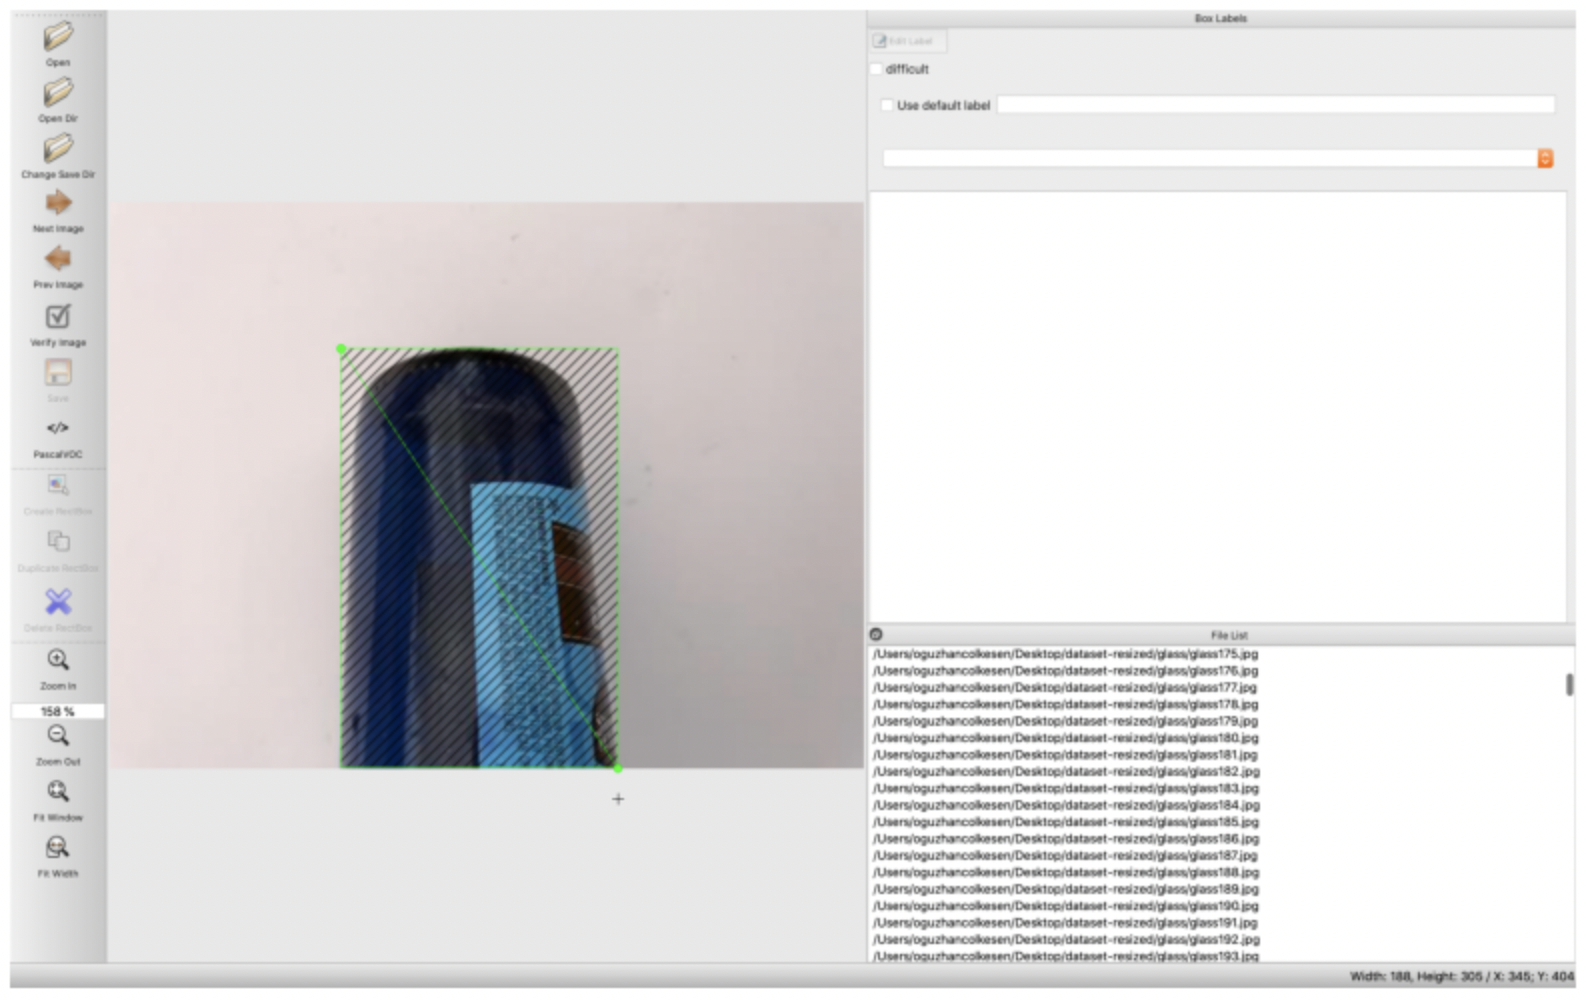 Open
Open Dir
Change Save Dir
Next Image
Prev Image
Verify Image
Save
</>
PascalVOC
Create RectBox
Duplicate RectBox
Delete RectBox
Zoom In
158 %
Zoom Out
Fit Window
Fit Width
Box Labels
Edit Label
difficult
Use default label
File List
/Users/oguzhancolkesen/Desktop/dataset-resized/glass/glass175.jpg
/Users/oguzhancolkesen/Desktop/dataset-resized/glass/glass176.jpg
/Users/oguzhancolkesen/Desktop/dataset-resized/glass/glass177.jpg
/Users/oguzhancolkesen/Desktop/dataset-resized/glass/glass178.jpg
/Users/oguzhancolkesen/Desktop/dataset-resized/glass/glass179.jpg
/Users/oguzhancolkesen/Desktop/dataset-resized/glass/glass180.jpg
/Users/oguzhancolkesen/Desktop/dataset-resized/glass/glass181.jpg
/Users/oguzhancolkesen/Desktop/dataset-resized/glass/glass182.jpg
/Users/oguzhancolkesen/Desktop/dataset-resized/glass/glass183.jpg
/Users/oguzhancolkesen/Desktop/dataset-resized/glass/glass184.jpg
/Users/oguzhancolkesen/Desktop/dataset-resized/glass/glass185.jpg
/Users/oguzhancolkesen/Desktop/dataset-resized/glass/glass186.jpg
/Users/oguzhancolkesen/Desktop/dataset-resized/glass/glass187.jpg
/Users/oguzhancolkesen/Desktop/dataset-resized/glass/glass188.jpg
/Users/oguzhancolkesen/Desktop/dataset-resized/glass/glass189.jpg
/Users/oguzhancolkesen/Desktop/dataset-resized/glass/glass190.jpg
/Users/oguzhancolkesen/Desktop/dataset-resized/glass/glass191.jpg
/Users/oguzhancolkesen/Desktop/dataset-resized/glass/glass192.jpg
/Users/oguzhancolkesen/Desktop/dataset-resized/glass/glass193.jpg
Width: 188, Height: 305 / X: 345; Y: 404